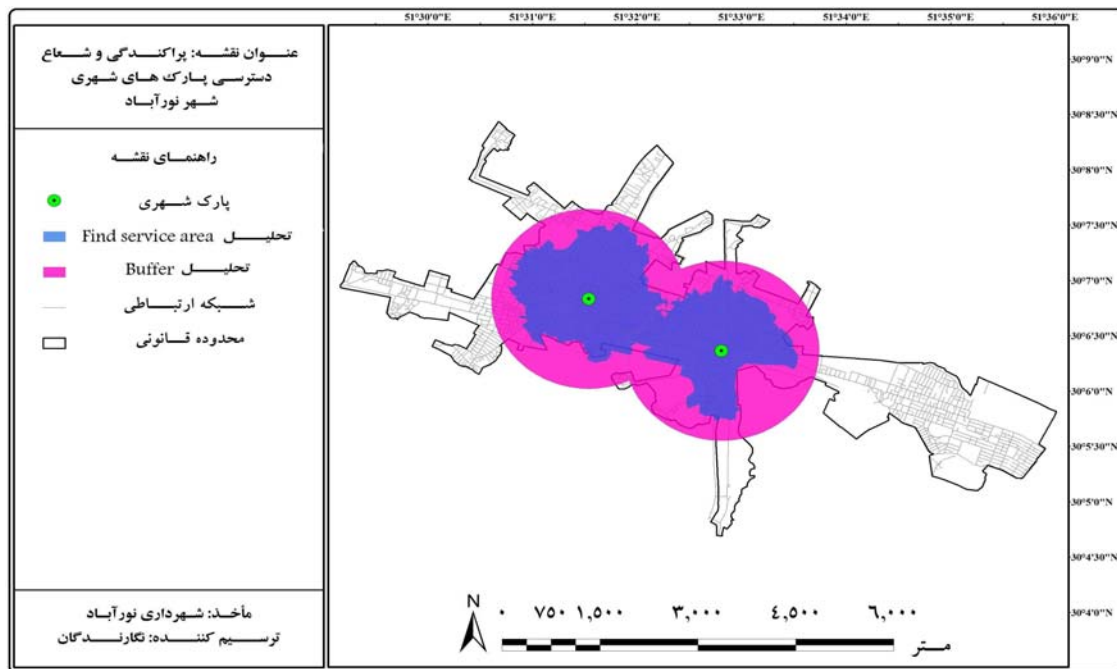 عنوان نقشه: پراکندگی و شعاع
دسترسی پارک های شهری
شهر نورآباد
راهنمای نقشه
پارک شهری
تحلیل Find service area
تحلیل Buffer
شبکه ارتباطی
محدوده قانونی
مأخذ: شهرداری نورآباد
ترسیم کننده: نگارندگان
51°30'0"E 51°31'0"E 51°32'0"E 51°33'0"E 51°34'0"E 51°35'0"E 51°36'0"E
30°9'0"N
30°8'30"N
30°8'0"N
30°7'30"N
30°7'0"N
30°6'30"N
30°6'0"N
30°5'30"N
30°5'0"N
30°4'30"N
30°4'0"N
N
۰ ۷۵۰ ۱,۵۰۰ ۳,۰۰۰ ۴,۵۰۰ ۶,۰۰۰
متر